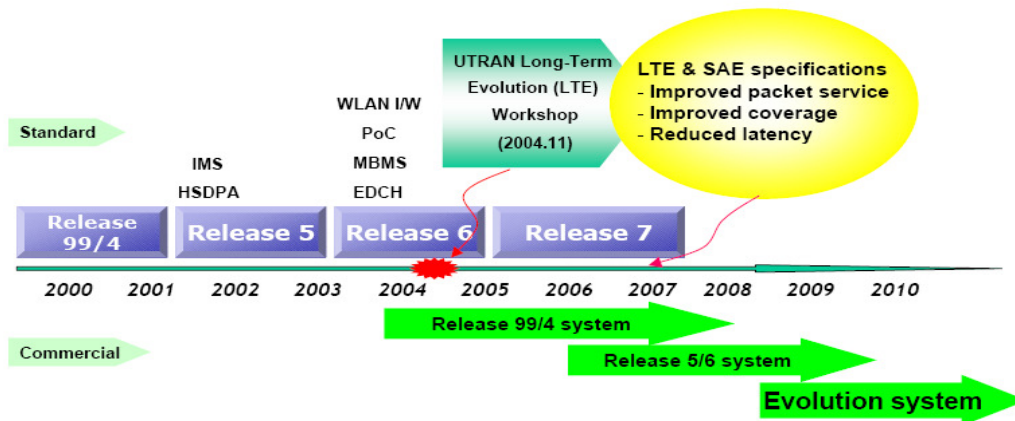 UTRAN Long-Term
Evolution (LTE)
Workshop
(2004.11)
LTE & SAE specifications
- Improved packet service
- Improved coverage
- Reduced latency
Standard
WLAN I/W
PoC
MBMS
EDCH
IMS
HSDPA
Release
99/4
Release 5
Release 6
Release 7
2000 2001 2002 2003 2004 2005 2006 2007 2008 2009 2010
Release 99/4 system
Commercial
Release 5/6 system
Evolution system